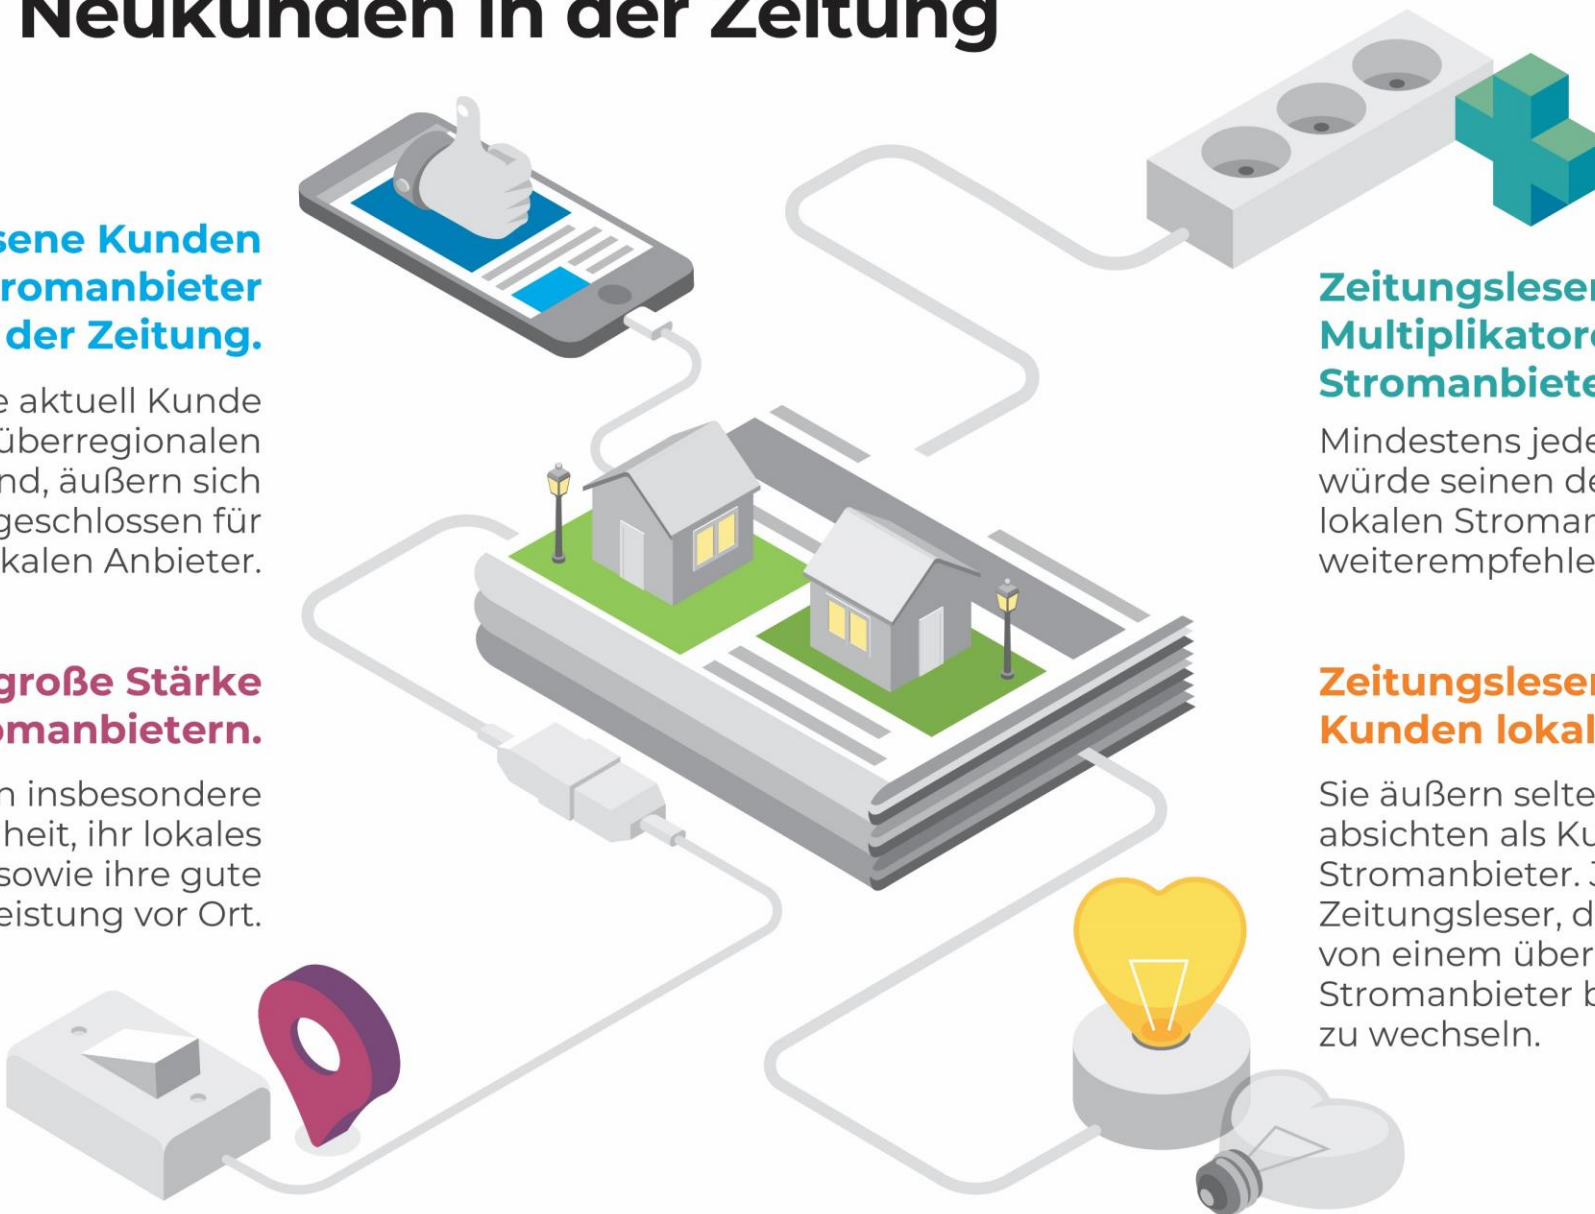 Neukunden in der Zeitung
sene Kunden
romanbieter
der Zeitung.
e aktuell Kunde
überregionalen
nd, äußern sich
geschlossen für
kalen Anbieter.
große Stärke
omanbietern.
n insbesondere
heit, ihr lokales
sowie ihre gute
eistung vor Ort.
Zeitungsleser
Multiplikator
Stromanbiete
Mindestens jede
würde seinen de
lokalen Stroman
weiterempfehle
Zeitungsleser
Kunden lokal
Sie äußern selte
absichten als Ku
Stromanbieter. J
Zeitungsleser, d
von einem über
Stromanbieter b
zu wechseln.